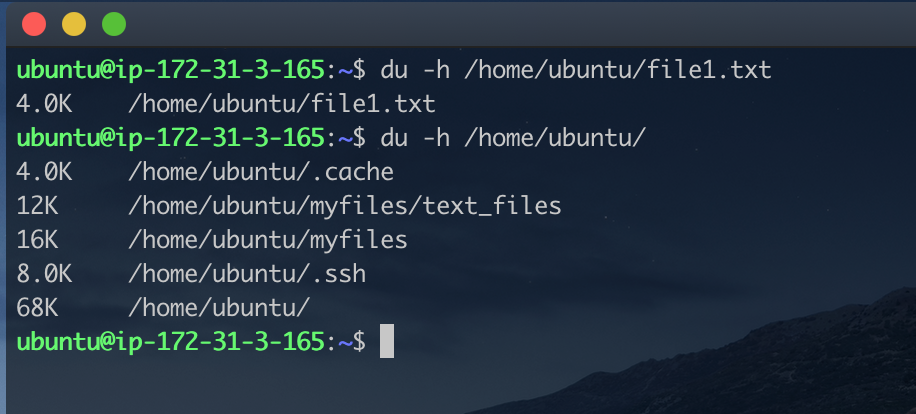 ubuntu@ip-172-31-3-165:~$ du -h /home/ubuntu/file1.txt
4.0K    /home/ubuntu/file1.txt
ubuntu@ip-172-31-3-165:~$ du -h /home/ubuntu/
4.0K    /home/ubuntu/.cache
12K     /home/ubuntu/myfiles/text_files
16K     /home/ubuntu/myfiles
8.0K    /home/ubuntu/.ssh
68K     /home/ubuntu/
ubuntu@ip-172-31-3-165:~$